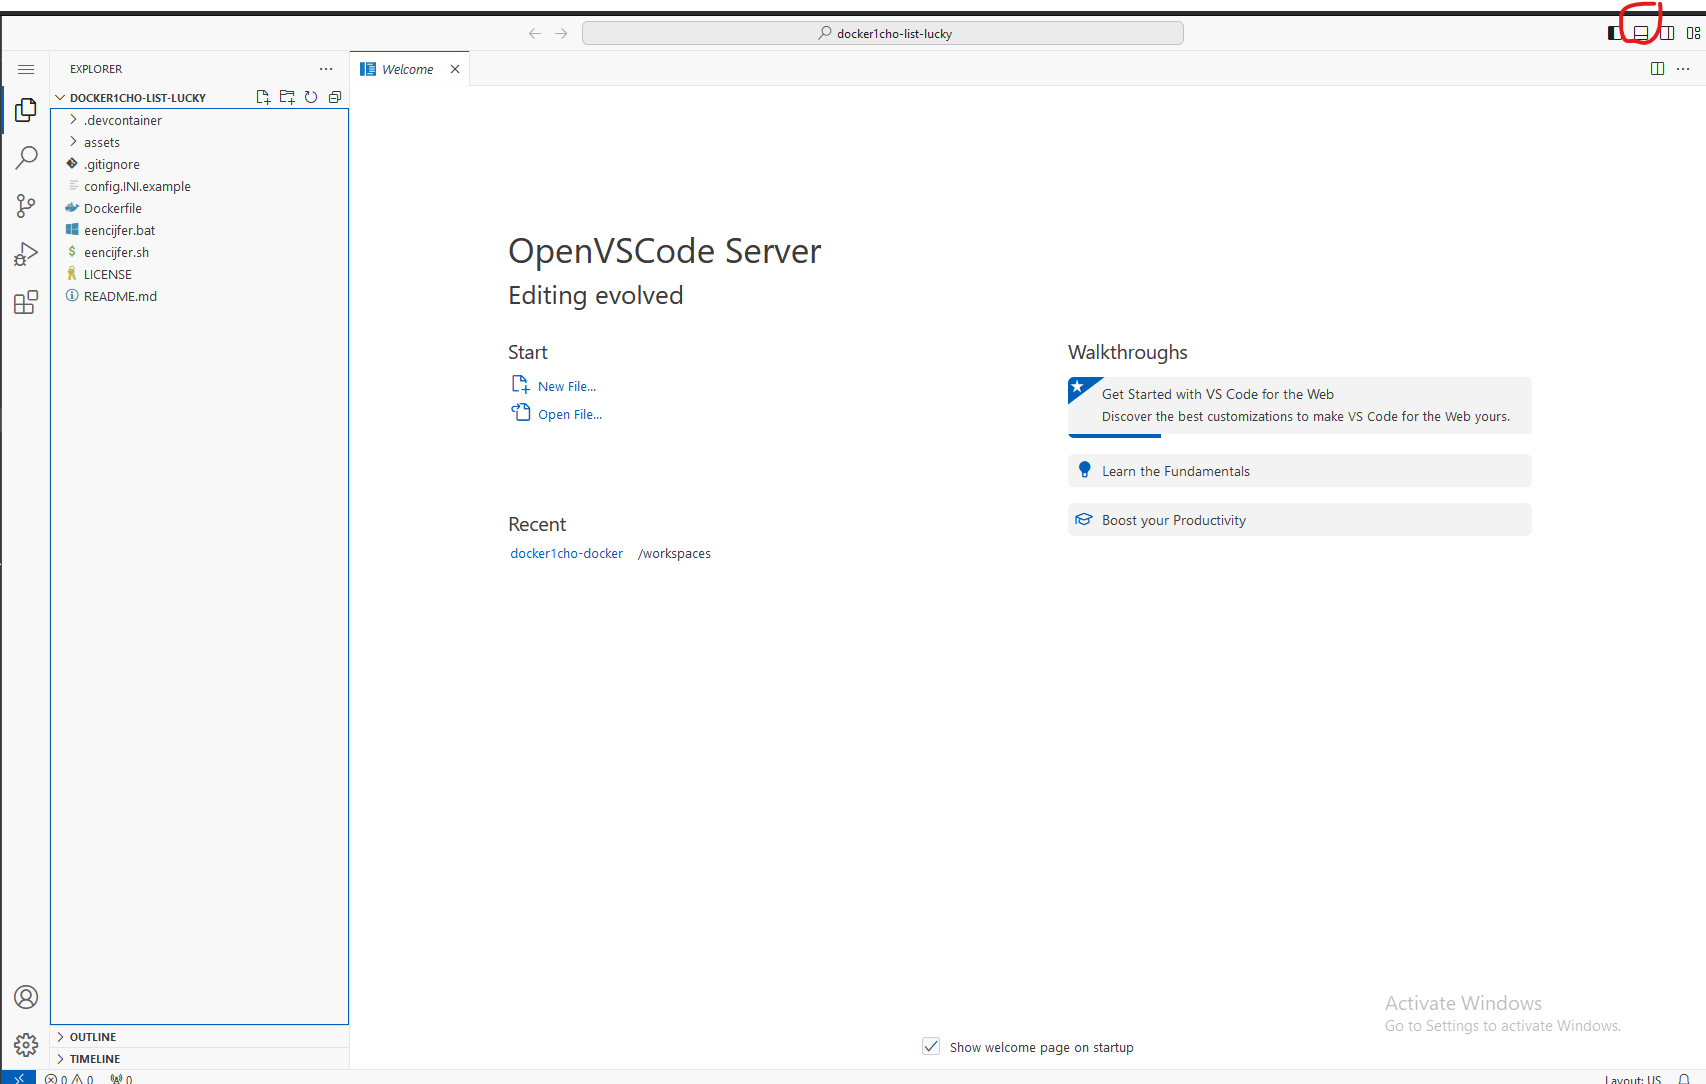 docker1cho-list-lucky
EXPLORER
Welcome
DOCKER1CHO-LIST-LUCKY
.devcontainer
assets
.gitignore
config.INI.example
Dockerfile
eencijfer.bat
eencijfer.sh
LICENSE
README.md
OpenVSCode Server
Editing evolved
Start
New File...
Open File...
Recent
docker1cho-docker /workspaces
Walkthroughs
Get Started with VS Code for the Web
Discover the best customizations to make VS Code for the Web yours.
Learn the Fundamentals
Boost your Productivity
Activate Windows
Go to Settings to activate Windows.
OUTLINE
TIMELINE
Show welcome page on startup
0 0 0
Layout: US